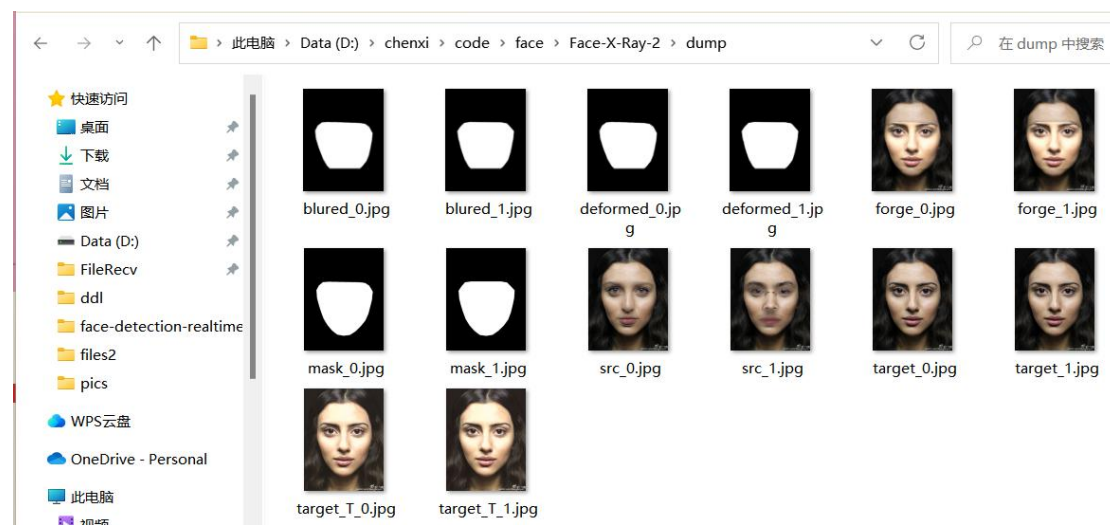 此电脑 > Data (D:) > chenxi > code > face > Face-X-Ray-2 > dump
在 dump 中搜索
快速访问
桌面
下载
文档
图片
Data (D:)
FileRecv
ddl
face-detection-realtime
files2
pics
WPS云盘
OneDrive - Personal
此电脑
视频
blured_0.jpg
blured_1.jpg
deformed_0.jp
g
deformed_1.jp
g
forge_0.jpg
forge_1.jpg
mask_0.jpg
mask_1.jpg
src_0.jpg
src_1.jpg
target_0.jpg
target_1.jpg
target_T_0.jpg
target_T_1.jpg